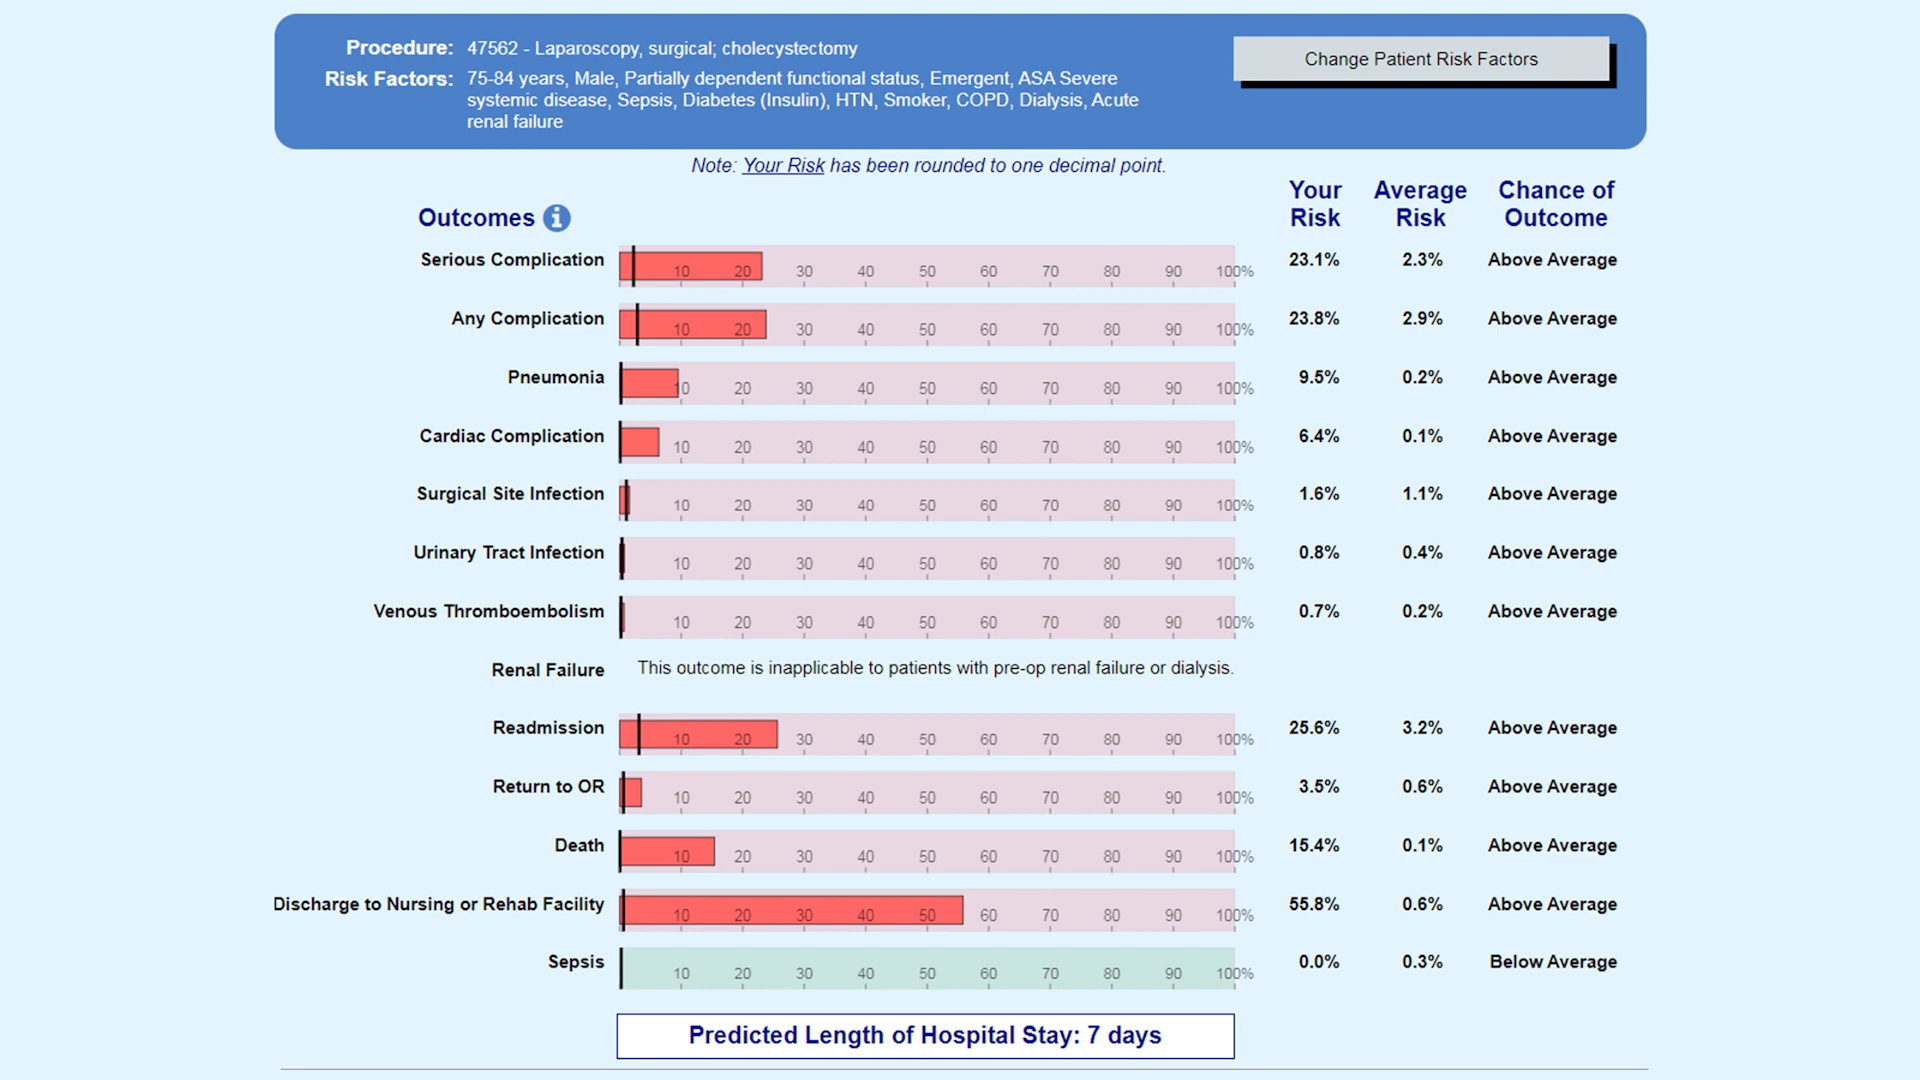 Procedure: 47562 - Laparoscopy, surgical; cholecystectomy
Change Patient Risk Factors
Risk Factors: 75-84 years, Male, Partially dependent functional status, Emergent, ASA Severe
systemic disease, Sepsis, Diabetes (Insulin), HTN, Smoker, COPD, Dialysis, Acute
renal failure
Note: Your Risk has been rounded to one decimal point.
Outcomes
Your Risk
Average Risk
Chance of Outcome
Serious Complication 10 20 30 40 50 60 70 80 90 100% 23.1% 2.3% Above Average
Any Complication 10 20 30 40 50 60 70 80 90 100% 23.8% 2.9% Above Average
Pneumonia 10 20 30 40 50 60 70 80 90 100% 9.5% 0.2% Above Average
Cardiac Complication 10 20 30 40 50 60 70 80 90 100% 6.4% 0.1% Above Average
Surgical Site Infection 10 20 30 40 50 60 70 80 90 100% 1.6% 1.1% Above Average
Urinary Tract Infection 10 20 30 40 50 60 70 80 90 100% 0.8% 0.4% Above Average
Venous Thromboembolism 10 20 30 40 50 60 70 80 90 100% 0.7% 0.2% Above Average
Renal Failure This outcome is inapplicable to patients with pre-op renal failure or dialysis.
Readmission 10 20 30 40 50 60 70 80 90 100% 25.6% 3.2% Above Average
Return to OR 10 20 30 40 50 60 70 80 90 100% 3.5% 0.6% Above Average
Death 10 20 30 40 50 60 70 80 90 100% 15.4% 0.1% Above Average
Discharge to Nursing or Rehab Facility 10 20 30 40 50 60 70 80 90 100% 55.8% 0.6% Above Average
Sepsis 10 20 30 40 50 60 70 80 90 100% 0.0% 0.3% Below Average
Predicted Length of Hospital Stay: 7 days